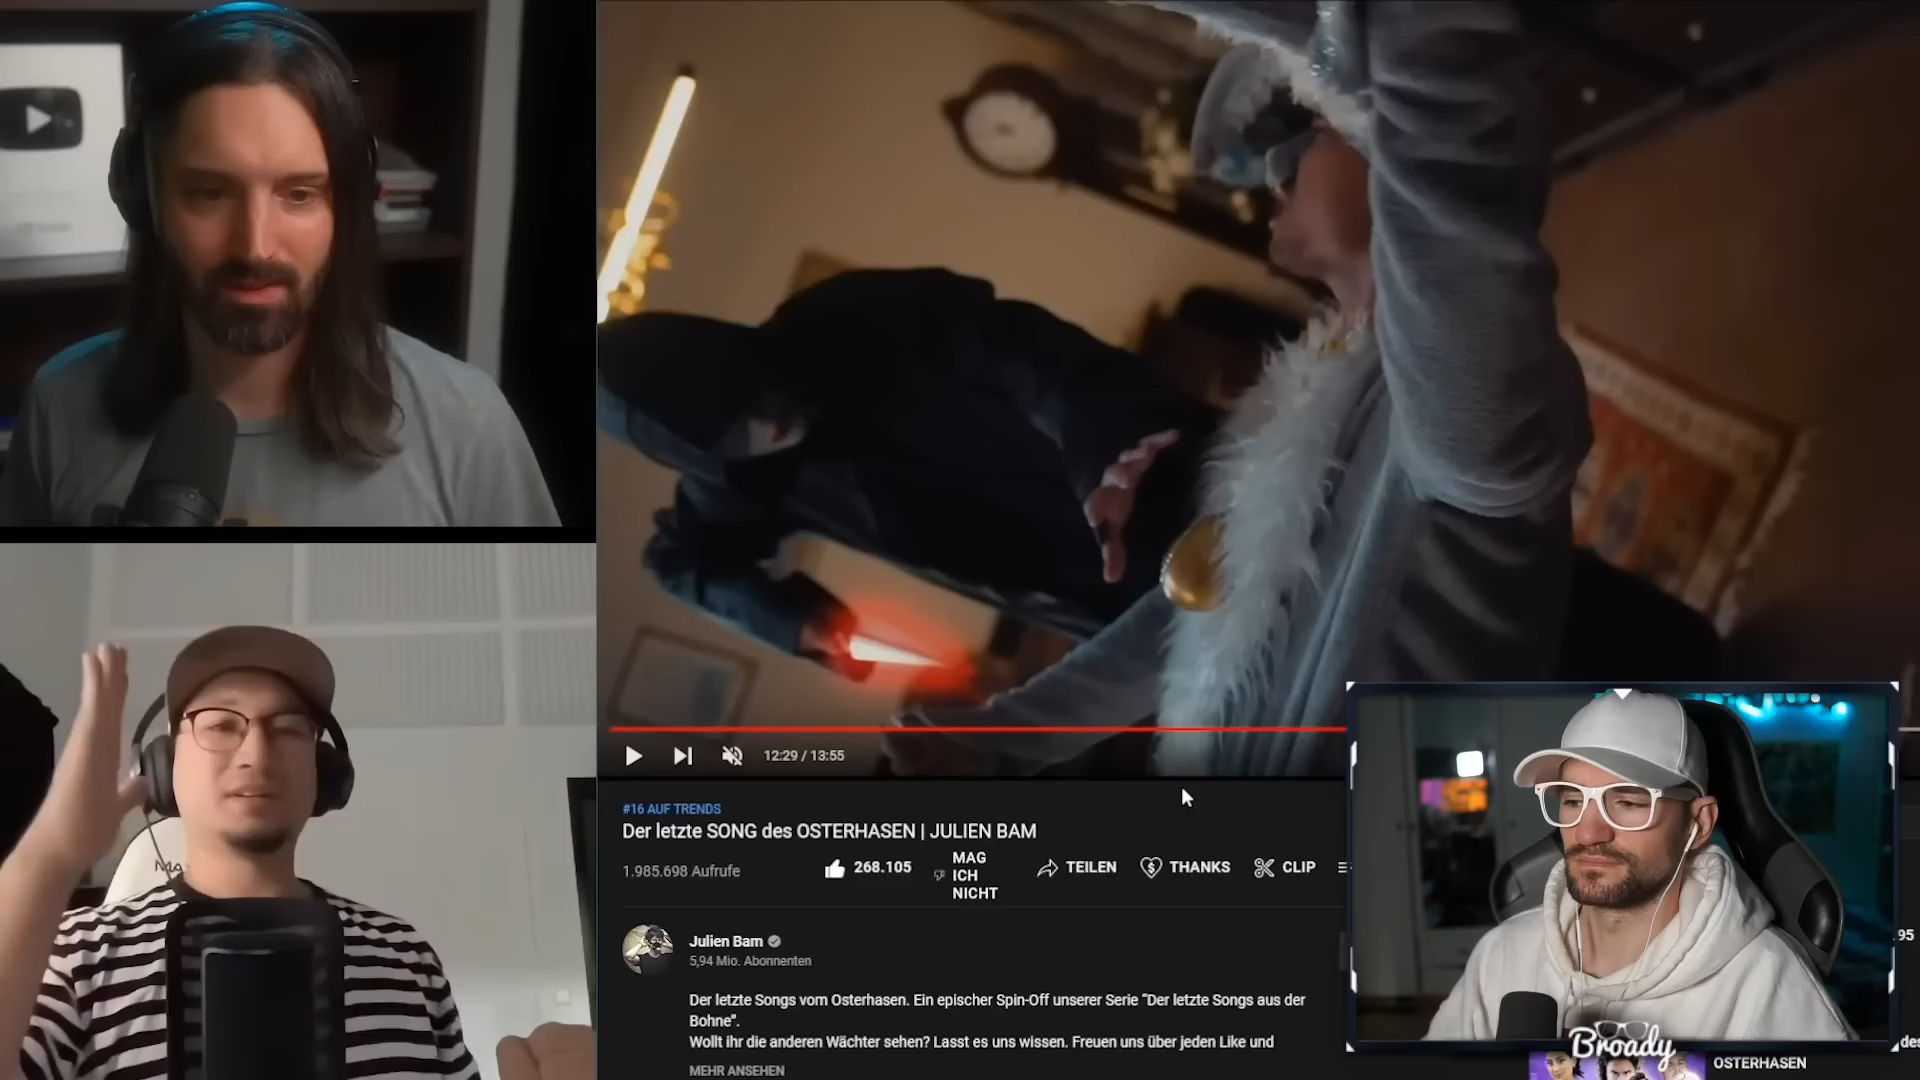 12:29 / 13:55
#16 AUF TRENDS
Der letzte SONG des OSTERHASEN | JULIEN BAM
1.985.698 Aufrufe
268.105
MAG
ICH
NICHT
TEILEN
THANKS
CLIP
Julien Bam
5,94 Mio. Abonnenten
Der letzte Songs vom Osterhasen. Ein epischer Spin-Off unserer Serie "Der letzte Songs aus der
Bohne".
Wollt ihr die anderen Wächter sehen? Lasst es uns wissen. Freuen uns über jeden Like und
MEHR ANSEHEN
Broady
OSTERHASEN
95
des